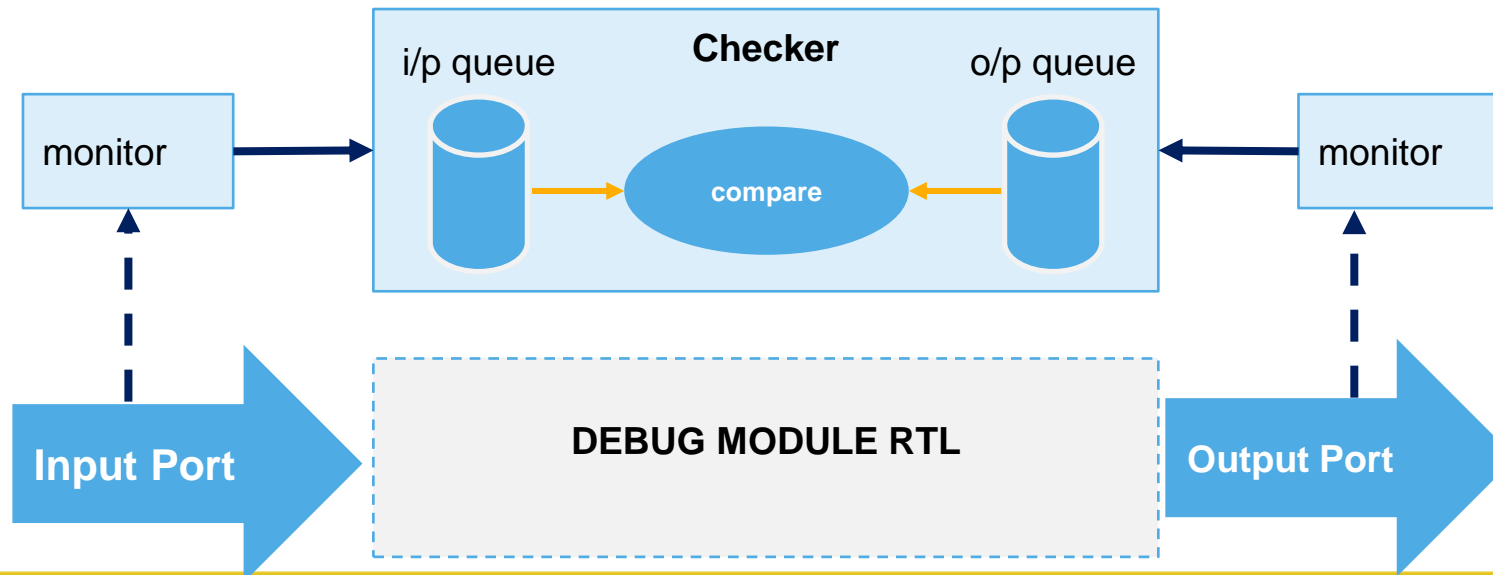 Checker
i/p queue
o/p queue
monitor
compare
monitor
DEBUG MODULE RTL
Input Port
Output Port